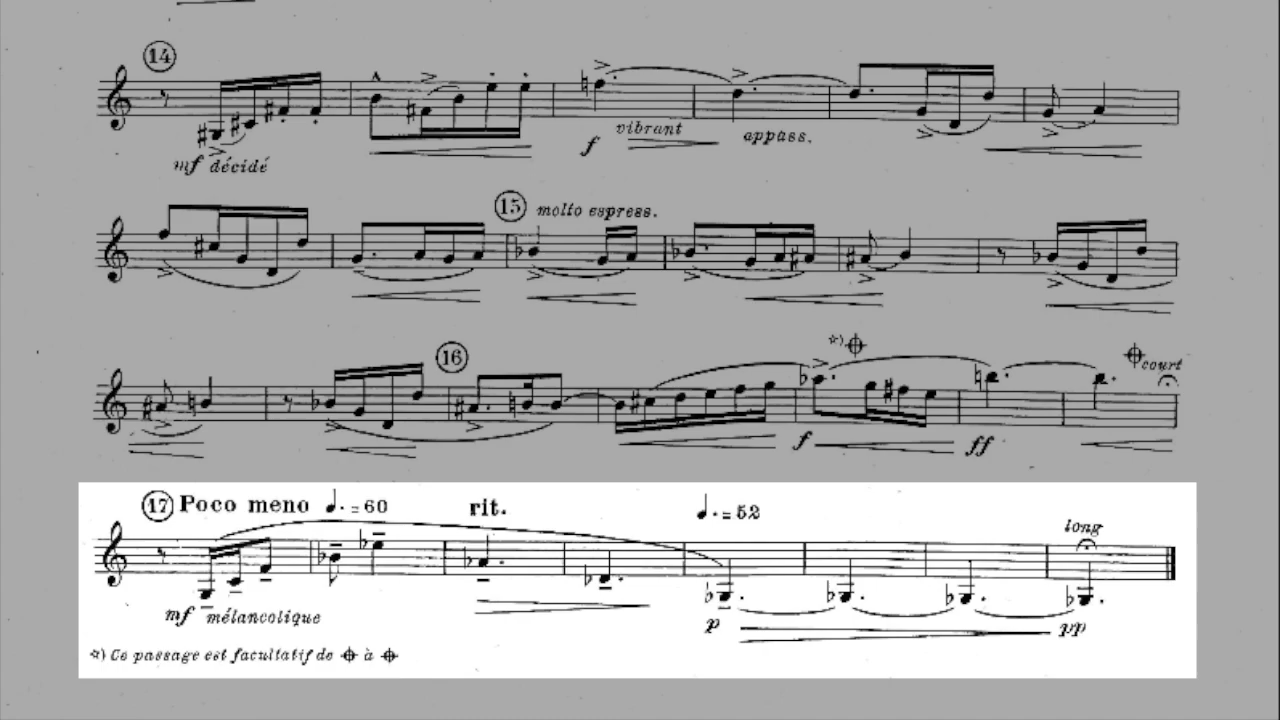 14
mf décidé
f vibrant appass.
15 molto espress.
16
*) court
f ff
17 Poco meno ♩. = 60 rit. ♩. = 52
long
mf mélancolique p pp
*) Ce passage est facultatif de 𝄌 à 𝄌